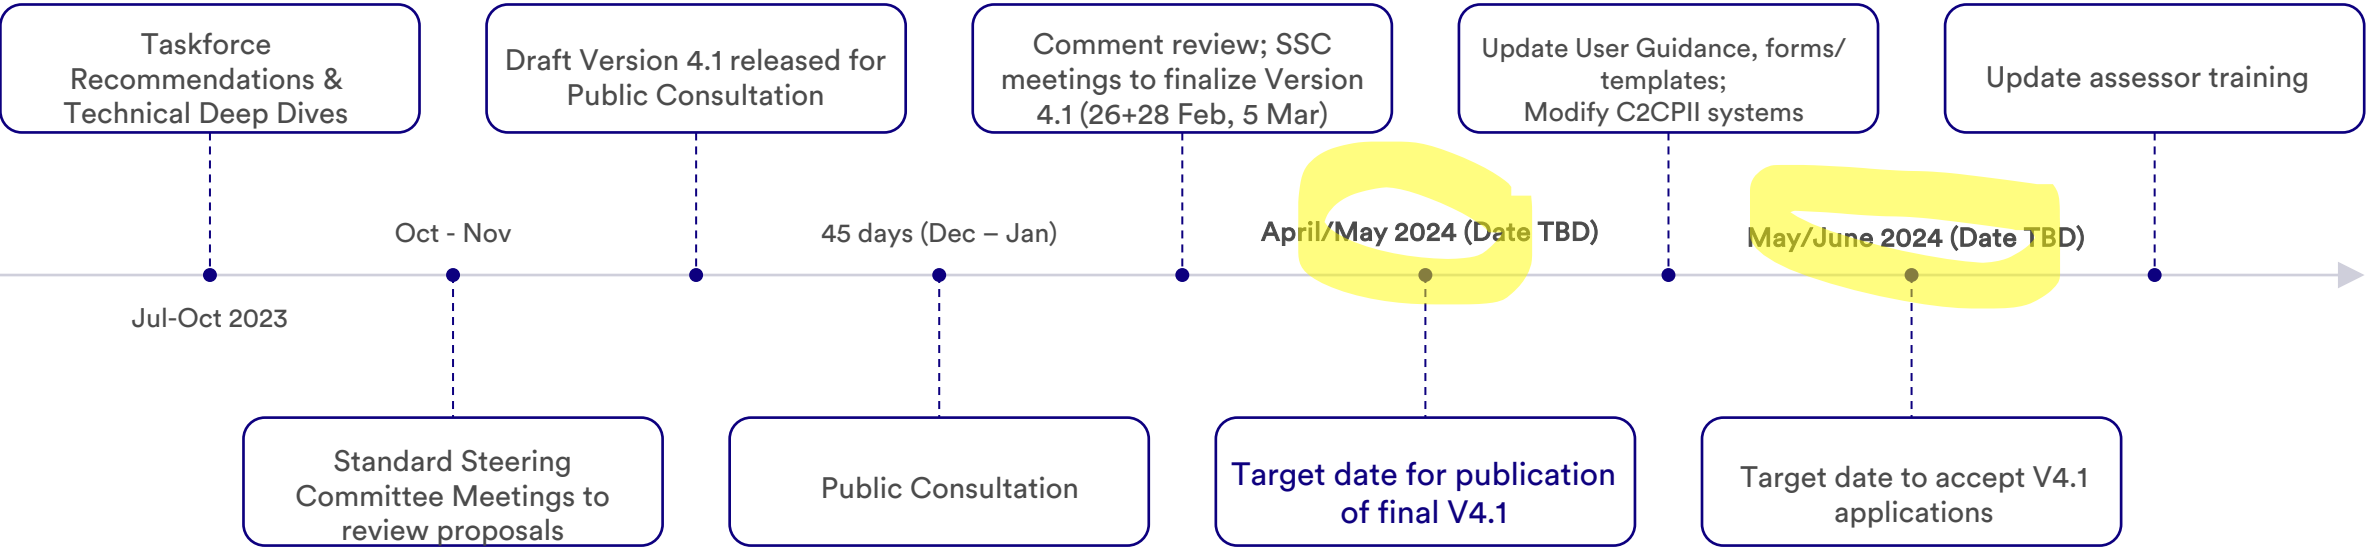 Taskforce
Recommendations &
Technical Deep Dives
Draft Version 4.1 released for
Public Consultation
Comment review; SSC
meetings to finalize Version
4.1 (26+28 Feb, 5 Mar)
Update User Guidance, forms/
templates;
Modify C2CPII systems
Update assessor training
Oct - Nov
45 days (Dec – Jan)
April/May 2024 (Date TBD)
May/June 2024 (Date TBD)
Jul-Oct 2023
Standard Steering
Committee Meetings to
review proposals
Public Consultation
Target date for publication
of final V4.1
Target date to accept V4.1
applications